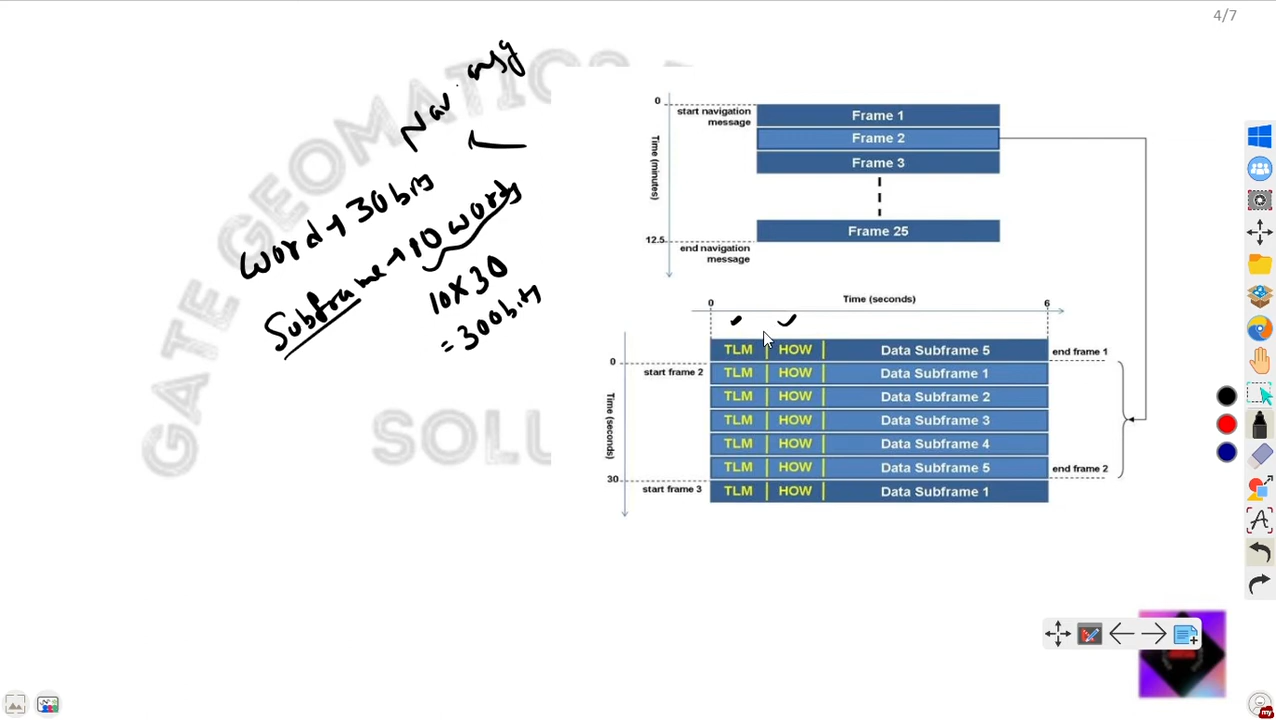 4/7
GATE GEOMATICS
SOLU
Nav msg
Word → 30 bits
Subframe → 10 words
10 X 30
= 300 bits
0
start navigation
message
Time (minutes)
Frame 1
Frame 2
Frame 3
Frame 25
12.5
end navigation
message
0
Time (seconds)
6
TLM HOW Data Subframe 5 end frame 1
0
start frame 2
TLM HOW Data Subframe 1
TLM HOW Data Subframe 2
Time (seconds)
TLM HOW Data Subframe 3
TLM HOW Data Subframe 4
TLM HOW Data Subframe 5 end frame 2
30
start frame 3
TLM HOW Data Subframe 1
A
my